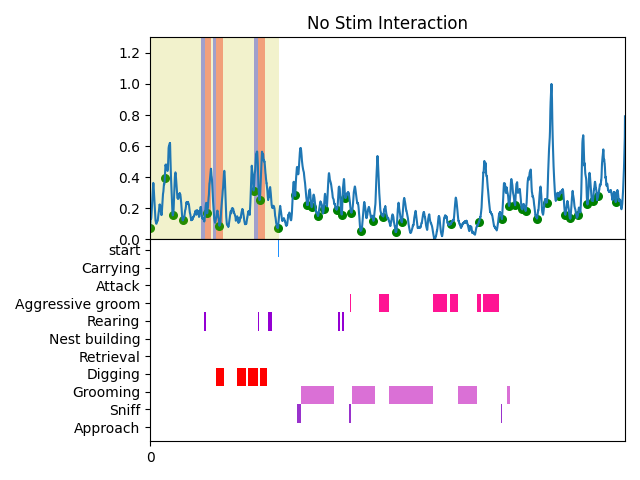 No Stim Interaction
1.2
1.0
0.8
0.6
0.4
0.2
0.0
start
Carrying
Attack
Aggressive groom
Rearing
Nest building
Retrieval
Digging
Grooming
Sniff
Approach
0